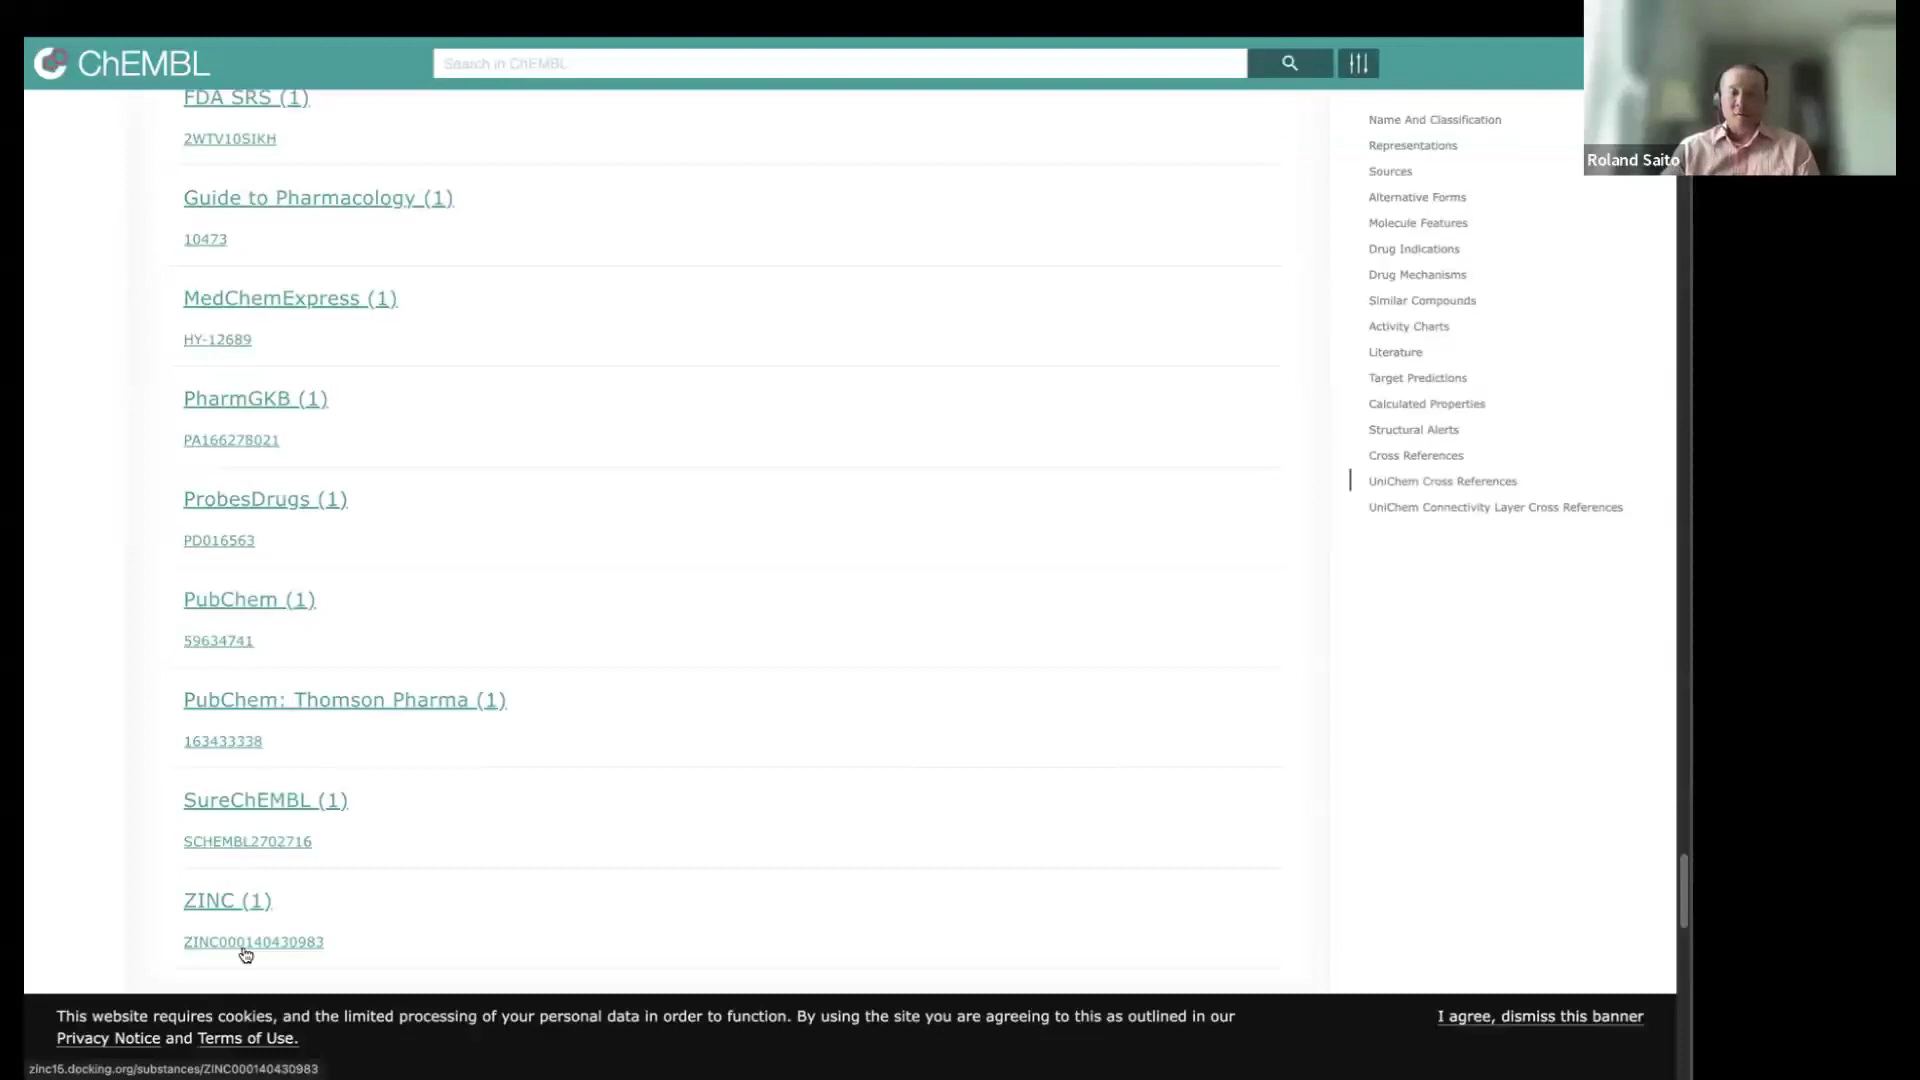 ChEMBL
Search in ChEMBL
FDA SRS (1)
2WTV10SIKH
Guide to Pharmacology (1)
10473
MedChemExpress (1)
HY-12689
PharmGKB (1)
PA166278021
ProbesDrugs (1)
PD016563
PubChem (1)
59634741
PubChem: Thomson Pharma (1)
163433338
SureChEMBL (1)
SCHEMBL2702716
ZINC (1)
ZINC000140430983
Name And Classification
Representations
Sources
Alternative Forms
Molecule Features
Drug Indications
Drug Mechanisms
Similar Compounds
Activity Charts
Literature
Target Predictions
Calculated Properties
Structural Alerts
Cross References
UniChem Cross References
UniChem Connectivity Layer Cross References
Roland Saito
This website requires cookies, and the limited processing of your personal data in order to function. By using the site you are agreeing to this as outlined in our
Privacy Notice and Terms of Use.
I agree, dismiss this banner
zinc15.docking.org/substances/ZINC000140430983